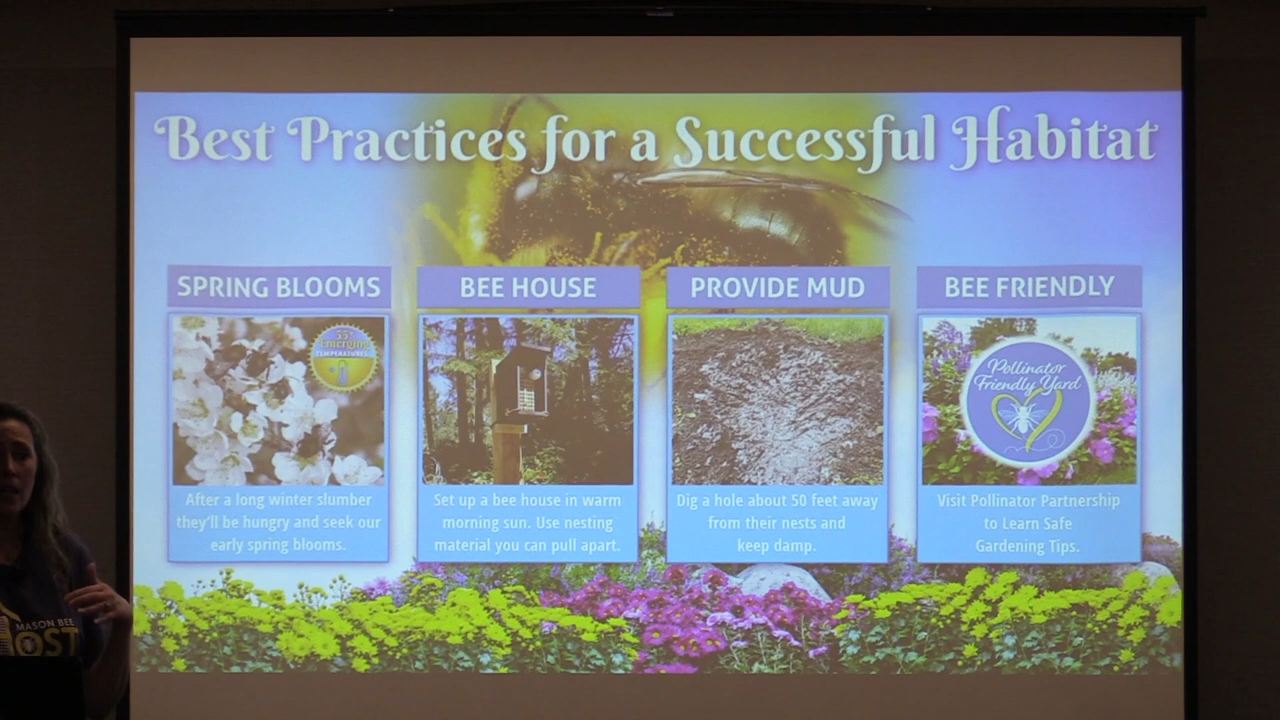 Best Practices for a Successful Habitat
SPRING BLOOMS
55°
Emerging
TEMPERATURES
After a long winter slumber
they'll be hungry and seek our
early spring blooms.
BEE HOUSE
Set up a bee house in warm
morning sun. Use nesting
material you can pull apart.
PROVIDE MUD
Dig a hole about 50 feet away
from their nests and
keep damp.
BEE FRIENDLY
Pollinator
Friendly Yard
Visit Pollinator Partnership
to Learn Safe
Gardening Tips.
MASON BEE